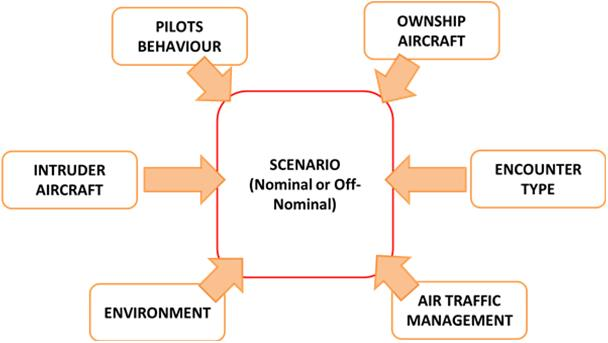 PILOTS
BEHAVIOUR
OWNSHIP
AIRCRAFT
INTRUDER
AIRCRAFT
SCENARIO
(Nominal or Off-
Nominal)
ENCOUNTER
TYPE
ENVIRONMENT
AIR TRAFFIC
MANAGEMENT